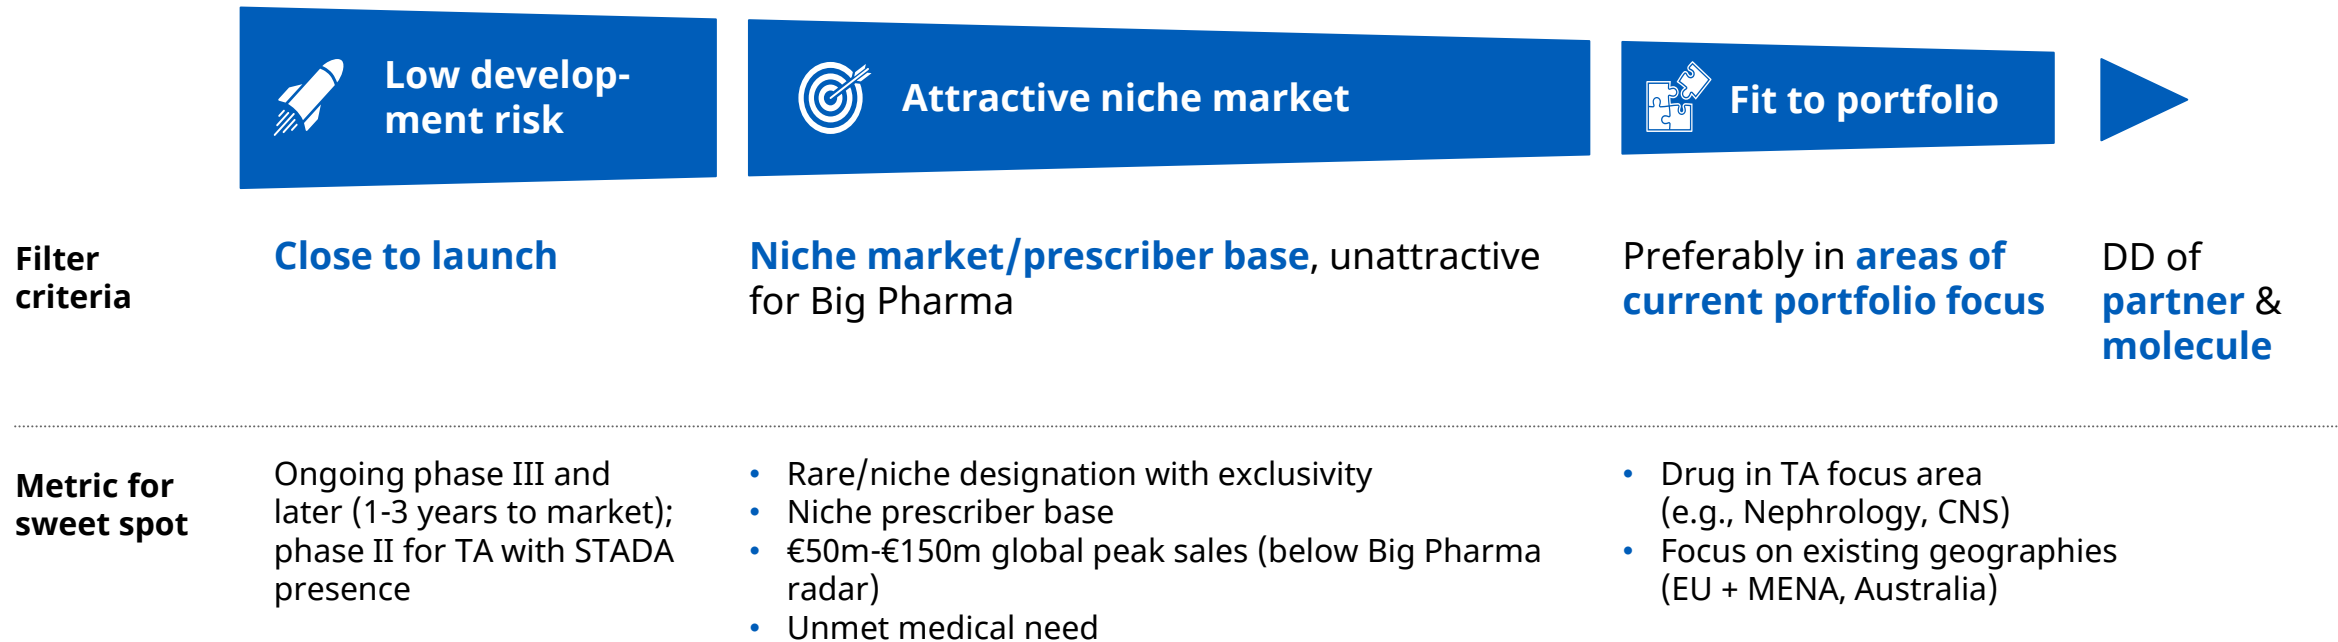 Low develop-
ment risk
Attractive niche market
Fit to portfolio
Filter
criteria
Close to launch
Niche market/prescriber base, unattractive
for Big Pharma
Preferably in areas of
current portfolio focus
DD of
partner &
molecule
Metric for
sweet spot
Ongoing phase III and
later (1-3 years to market);
phase II for TA with STADA
presence
• Rare/niche designation with exclusivity
• Niche prescriber base
• €50m-€150m global peak sales (below Big Pharma
radar)
• Unmet medical need
• Drug in TA focus area
(e.g., Nephrology, CNS)
• Focus on existing geographies
(EU + MENA, Australia)